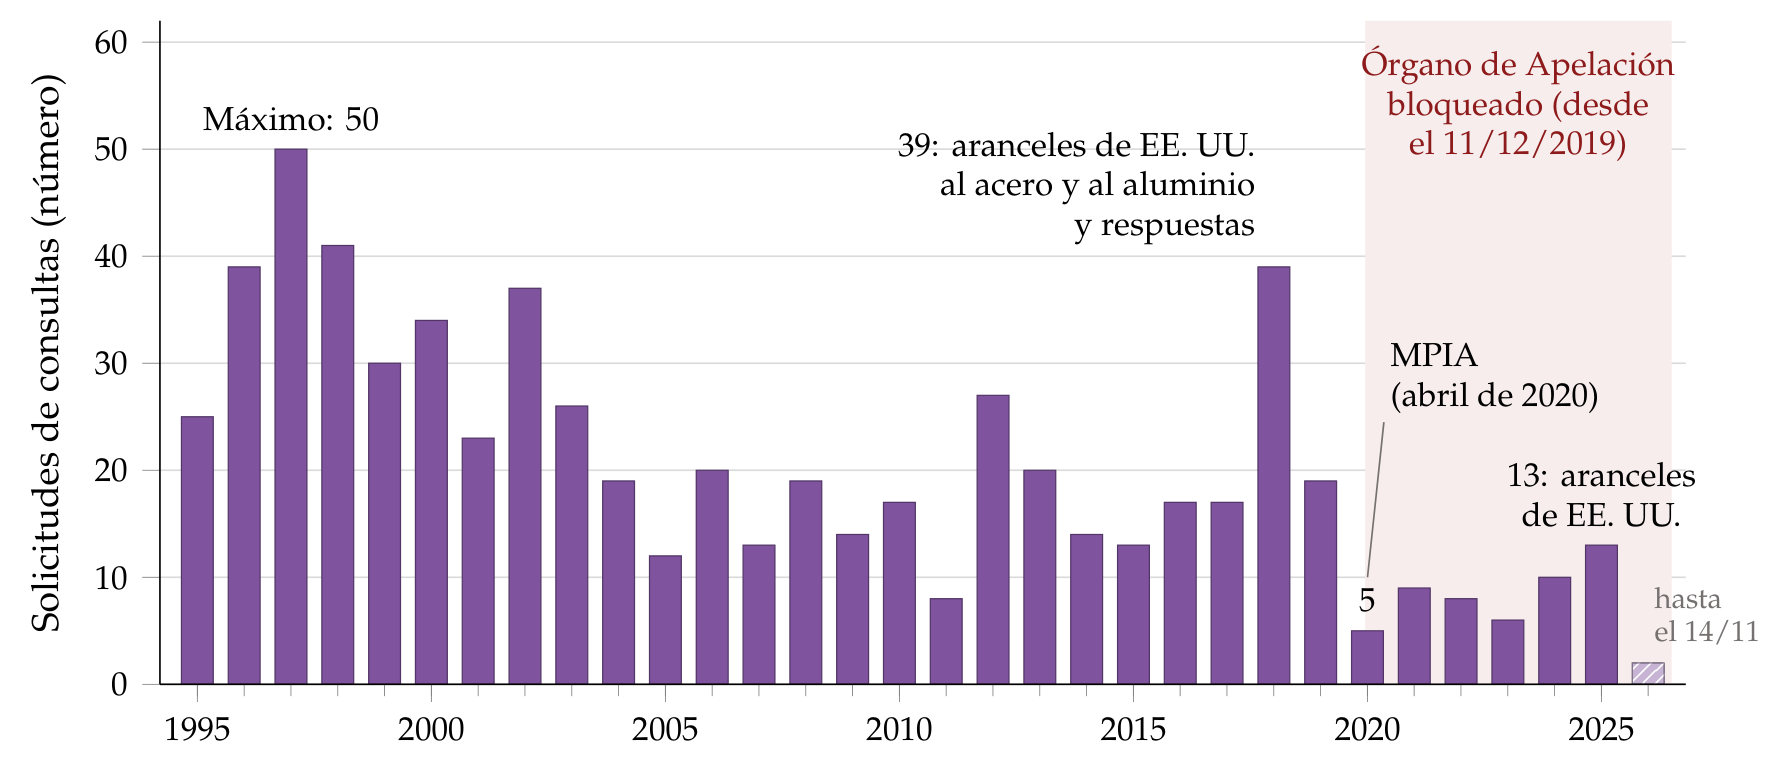 Solicitudes de consultas (número)
60
50
40
30
20
10
0
Máximo: 50
39: aranceles de EE. UU.
al acero y al aluminio
y respuestas
Órgano de Apelación
bloqueado (desde
el 11/12/2019)
MPIA
(abril de 2020)
13: aranceles
de EE. UU.
5
hasta
el 14/11
1995
2000
2005
2010
2015
2020
2025